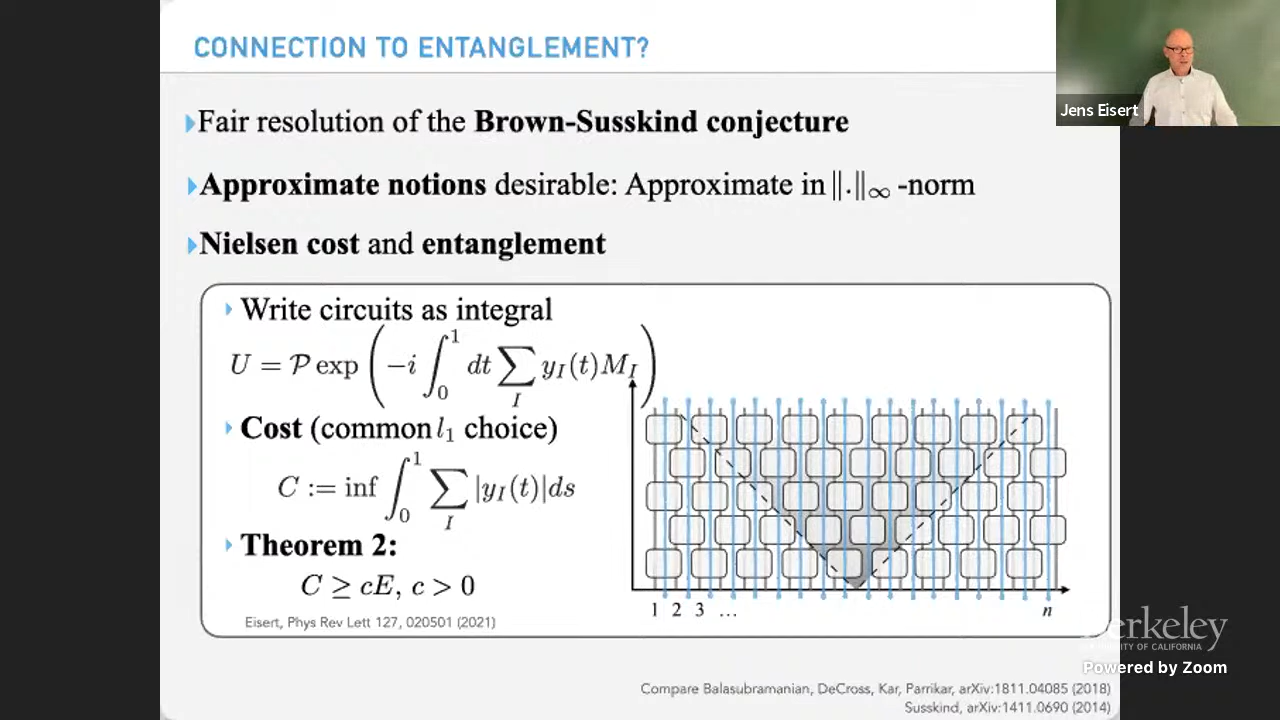 CONNECTION TO ENTANGLEMENT?
Jens Eisert
Fair resolution of the Brown-Susskind conjecture
Approximate notions desirable: Approximate in ‖.‖∞ -norm
Nielsen cost and entanglement
Write circuits as integral
U = P exp (−i ∫₀¹ dt ∑_I y_I(t)M_I)
Cost (common l₁ choice)
C := inf ∫₀¹ ∑_I |y_I(t)|ds
Theorem 2:
C ≥ cE, c > 0
1 2 3 … n
Eisert, Phys Rev Lett 127, 020501 (2021)
Berkeley
UNIVERSITY OF CALIFORNIA
Powered by Zoom
Compare Balasubramanian, DeCross, Kar, Parrikar, arXiv:1811.04085 (2018)
Susskind, arXiv:1411.0690 (2014)